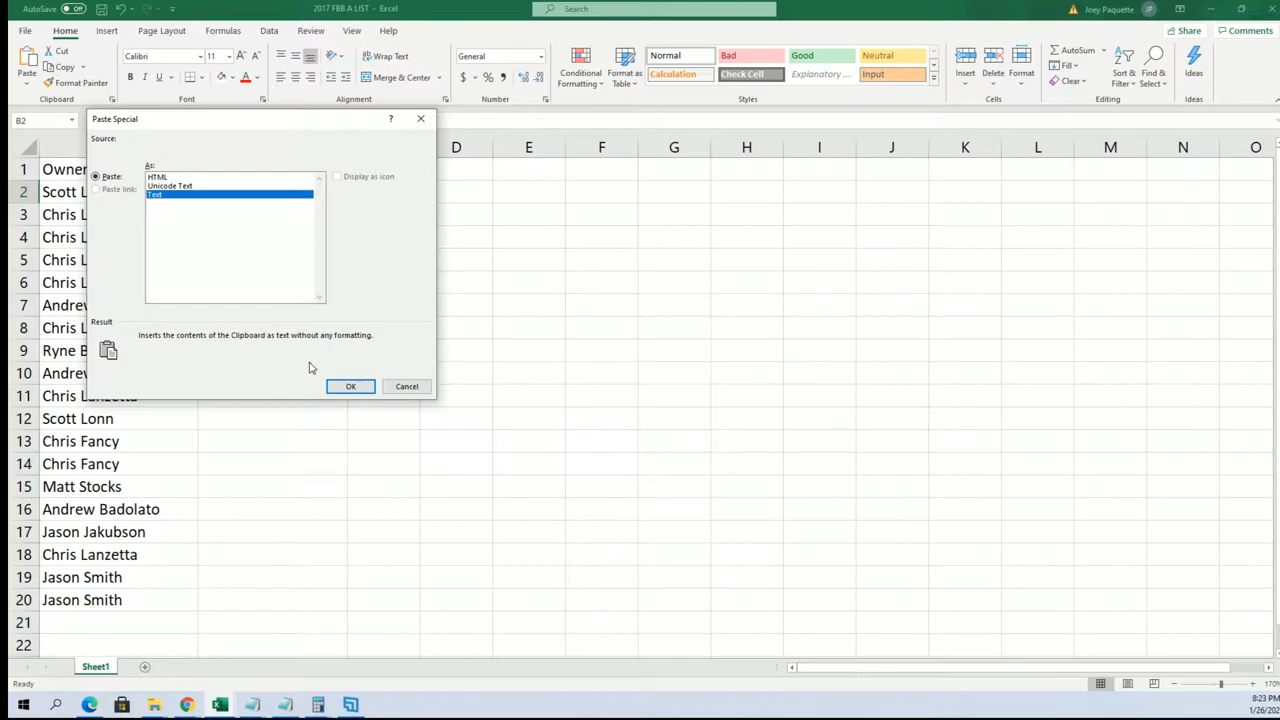 AutoSave Off
2017 FBB A LIST - Excel
Search
Joey Paquette JP
File Home Insert Page Layout Formulas Data Review View Help
Share Comments
Paste
Cut
Copy
Format Painter
Clipboard
Calibri 11
B I U
Font
Wrap Text
Merge & Center
Alignment
General
$ % ,
Number
Conditional Formatting
Format as Table
Normal Bad Good Neutral
Calculation Check Cell Explanatory ... Input
Styles
Insert Delete Format
Cells
AutoSum
Fill
Clear
Sort & Filter
Find & Select
Editing
Ideas
Ideas
B2
Paste Special
?
Source:
As:
Paste:
Paste link:
HTML
Unicode Text
Text
Display as icon
Result
Inserts the contents of the Clipboard as text without any formatting.
OK Cancel
D E F G H I J K L M N O
1 Owner
2 Scott L
3 Chris L
4 Chris L
5 Chris L
6 Chris L
7 Andrew
8 Chris L
9 Ryne B
10 Andrew
11 Chris Lanzetta
12 Scott Lonn
13 Chris Fancy
14 Chris Fancy
15 Matt Stocks
16 Andrew Badolato
17 Jason Jakubson
18 Chris Lanzetta
19 Jason Smith
20 Jason Smith
21
22
Sheet1
Ready
170%
8:23 PM
1/26/202